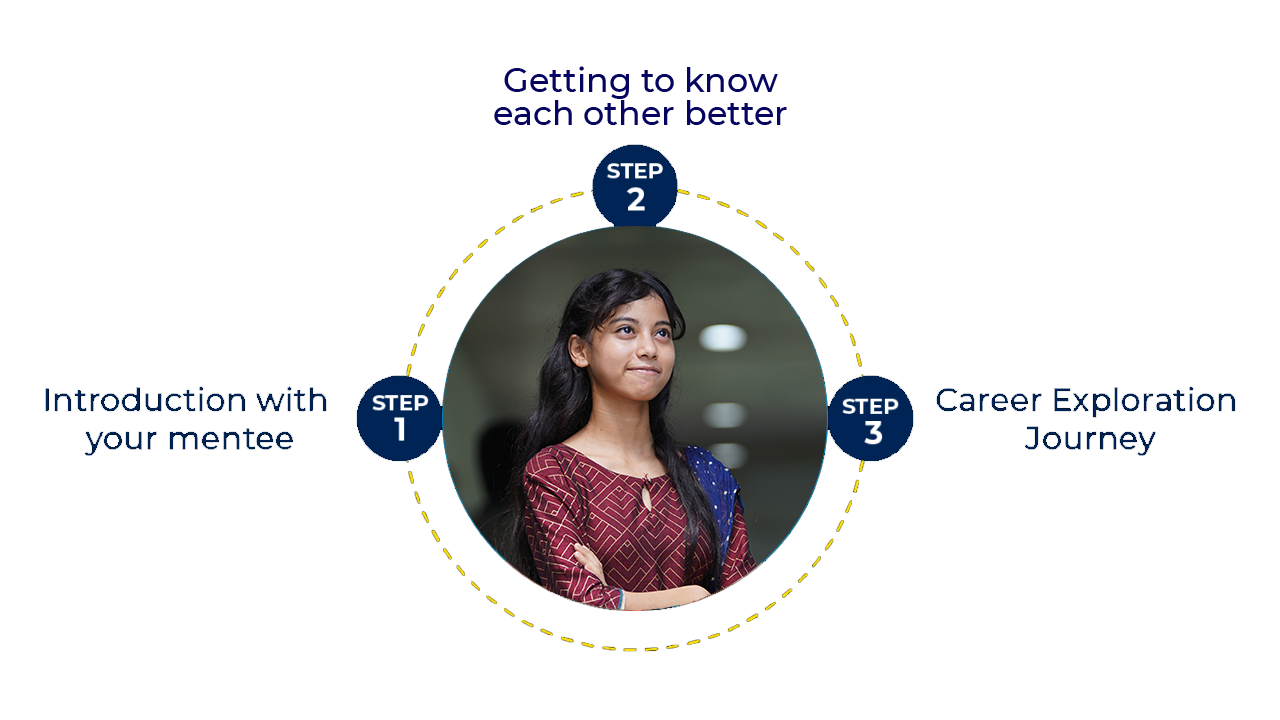 Getting to know
each other better
STEP
2
Introduction with
your mentee
STEP
1
STEP
3
Career Exploration
Journey